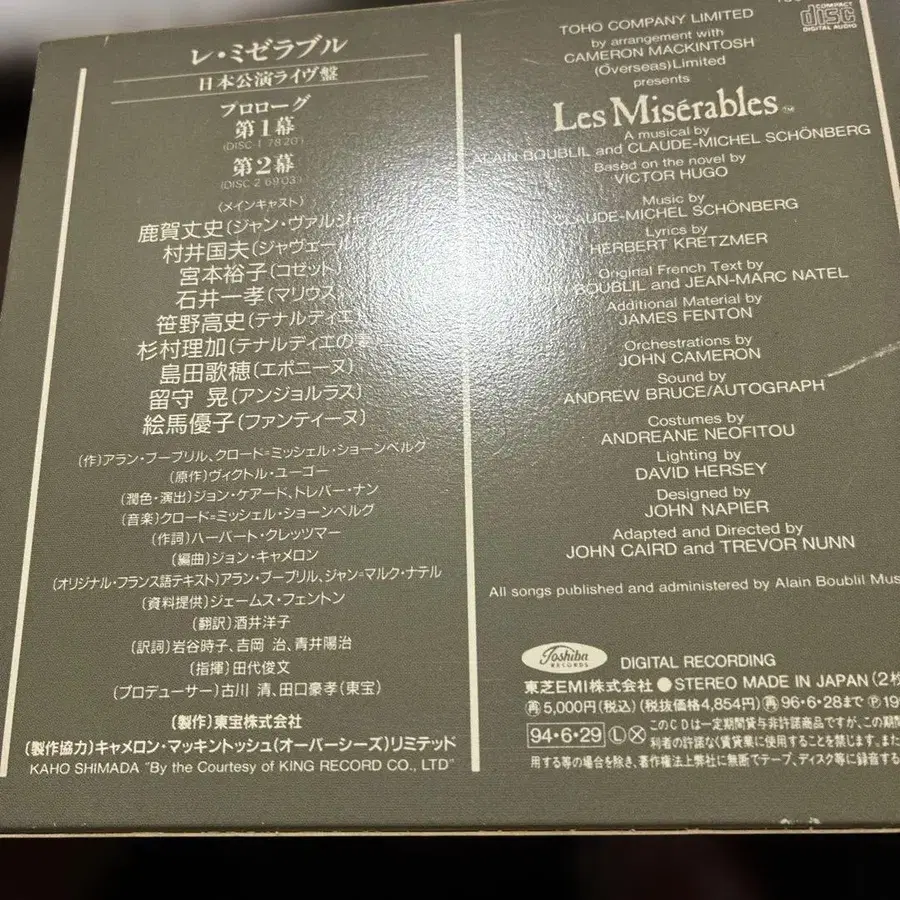 レ・ミゼラブル
日本公演ライヴ盤
プロローグ
第1幕
(DISC 1 78'20")
第2幕
(DISC 2 69'03")
〔メインキャスト〕
鹿賀丈史〔ジャン・ヴァルジャ
村井国夫〔ジャヴェール
宮本裕子〔コゼット〕
石井一孝〔マリウス〕
笹野高史〔テナルディエ
杉村理加〔テナルディエの
島田歌穂〔エポニーヌ〕
留守 晃〔アンジョルラス〕
絵馬優子〔ファンティーヌ〕
〔作〕アラン・ブーブリル、クロード=ミッシェル・ショーンベルク
〔原作〕ヴィクトル・ユーゴー
〔潤色・演出〕ジョン・ケアード、トレバー・ナン
〔音楽〕クロード=ミッシェル・ショーンベルグ
〔作詞〕ハーバート・クレッツマー
〔編曲〕ジョン・キャメロン
〔オリジナル・フランス語テキスト〕アラン・ブーブリル、ジャン=マルク・ナテル
〔資料提供〕ジェームス・フェントン
〔翻訳〕酒井洋子
〔訳詞〕岩谷時子、吉岡 治、青井陽治
〔指揮〕田代俊文
〔プロデューサー〕古川 清、田口豪孝(東宝)
〔製作〕東宝株式会社
〔製作協力〕キャメロン・マッキントッシュ(オーバーシーズ)リミテッド
KAHO SHIMADA "By the Courtesy of KING RECORD CO., LTD"
COMPACT
disc
DIGITAL AUDIO
TOHO COMPANY LIMITED
by arrangement with
CAMERON MACKINTOSH
(Overseas) Limited
presents
Les Misérables™
A musical by
ALAIN BOUBLIL and CLAUDE-MICHEL SCHÖNBERG
Based on the novel by
VICTOR HUGO
Music by
CLAUDE-MICHEL SCHÖNBERG
Lyrics by
HERBERT KRETZMER
Original French Text by
BOUBLIL and JEAN-MARC NATEL
Additional Material by
JAMES FENTON
Orchestrations by
JOHN CAMERON
Sound by
ANDREW BRUCE/AUTOGRAPH
Costumes by
ANDREANE NEOFITOU
Lighting by
DAVID HERSEY
Designed by
JOHN NAPIER
Adapted and Directed by
JOHN CAIRD and TREVOR NUNN
All songs published and administered by Alain Boublil Mus
Toshiba
RECORDS
DIGITAL RECORDING
東芝EMI株式会社●STEREO MADE IN JAPAN (2枚
㊊5,000円(税込) (税抜価格4,854円) ㊊96・6・28まで Ⓟ19
94・6・29 Ⓛ Ⓧ このCDは一定期間貸与非許諾商品ですが、この期間
利者の許諾なく賃貸業に使用することを禁じます。また
用する等の場合を除き、著作権法上弊社に無断でテープ、ディスク等に録音する